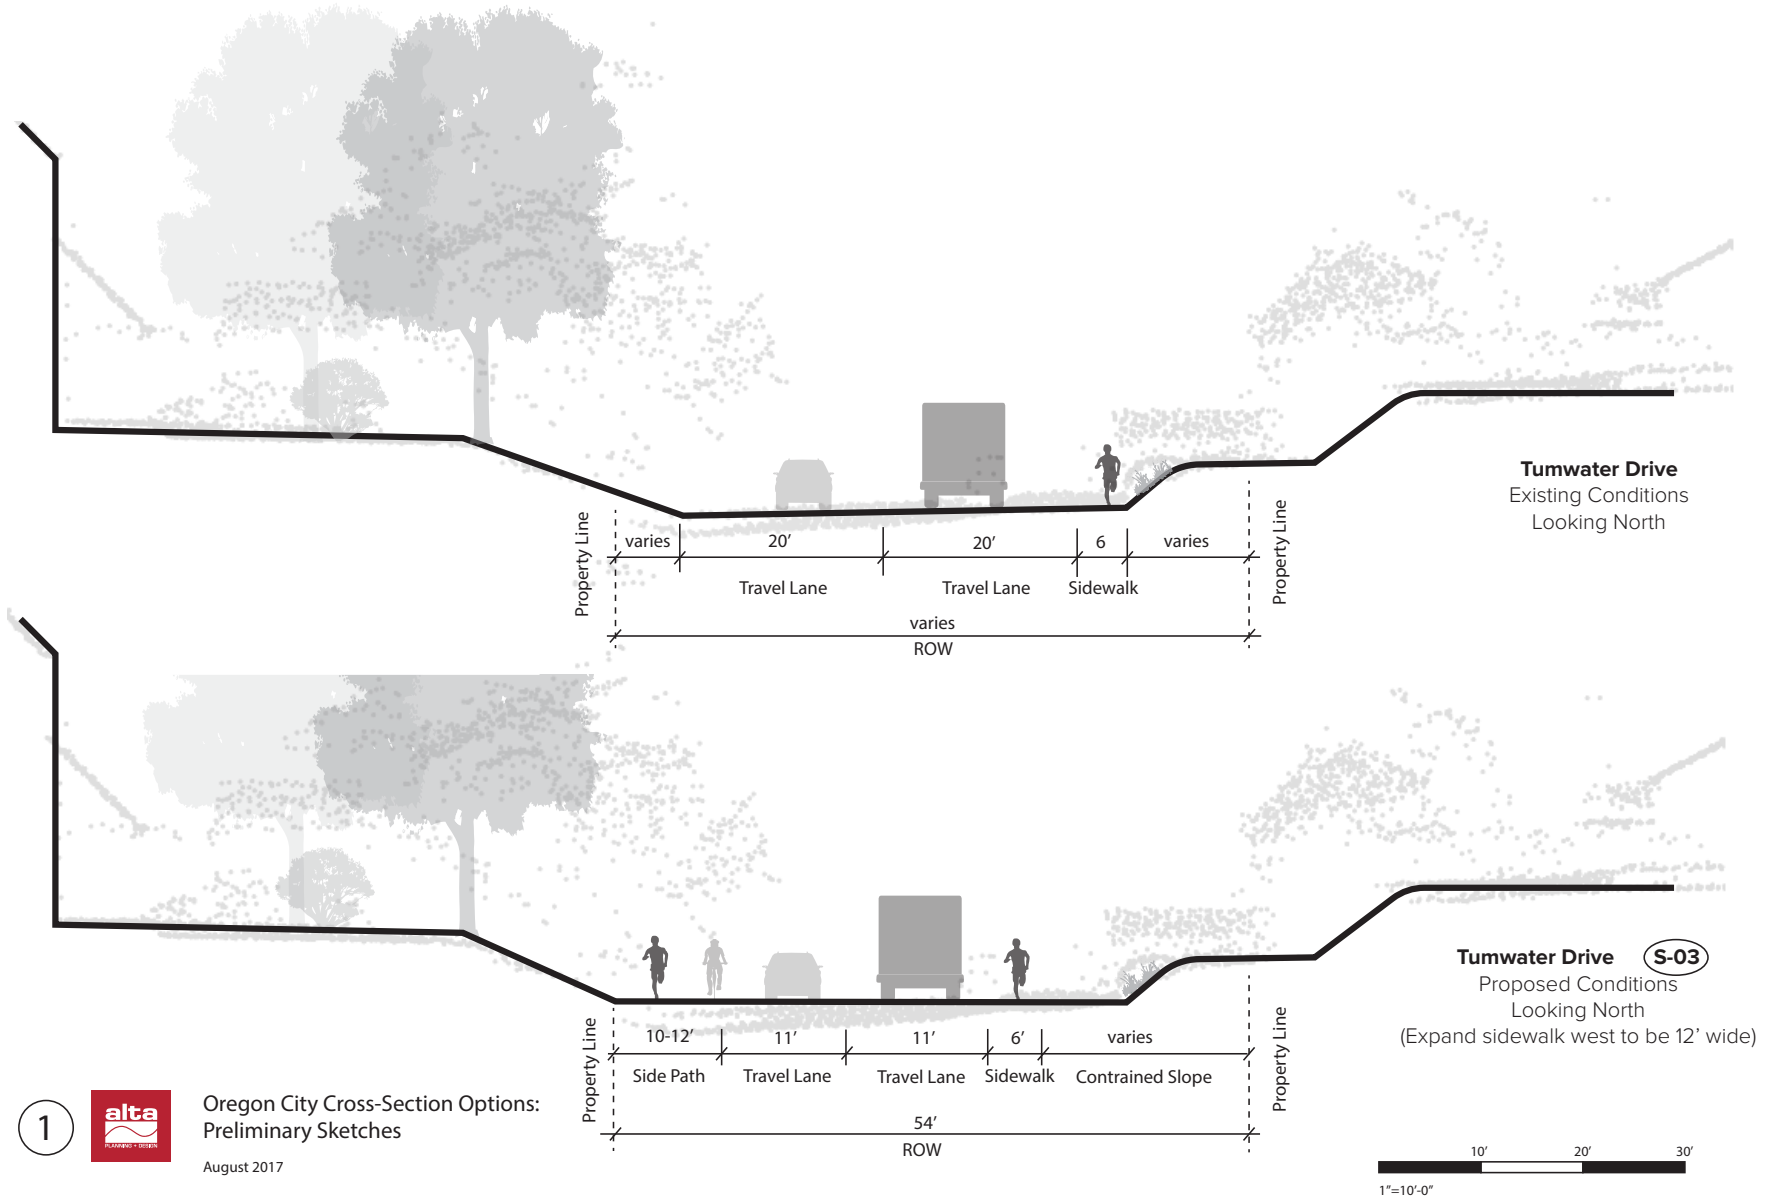 Tumwater Drive
Existing Conditions
Looking North
Property Line
varies
20’
20’
6
varies
Property Line
Travel Lane
Travel Lane
Sidewalk
varies
ROW
Tumwater Drive
S-03
Proposed Conditions
Looking North
(Expand sidewalk west to be 12’ wide)
Property Line
10-12’
11’
11’
6’
varies
Property Line
Side Path
Travel Lane
Travel Lane
Sidewalk
Contrained Slope
54’
ROW
1
alta
PLANNING + DESIGN
Oregon City Cross-Section Options:
Preliminary Sketches
August 2017
10’
20’
30’
1”=10’-0”